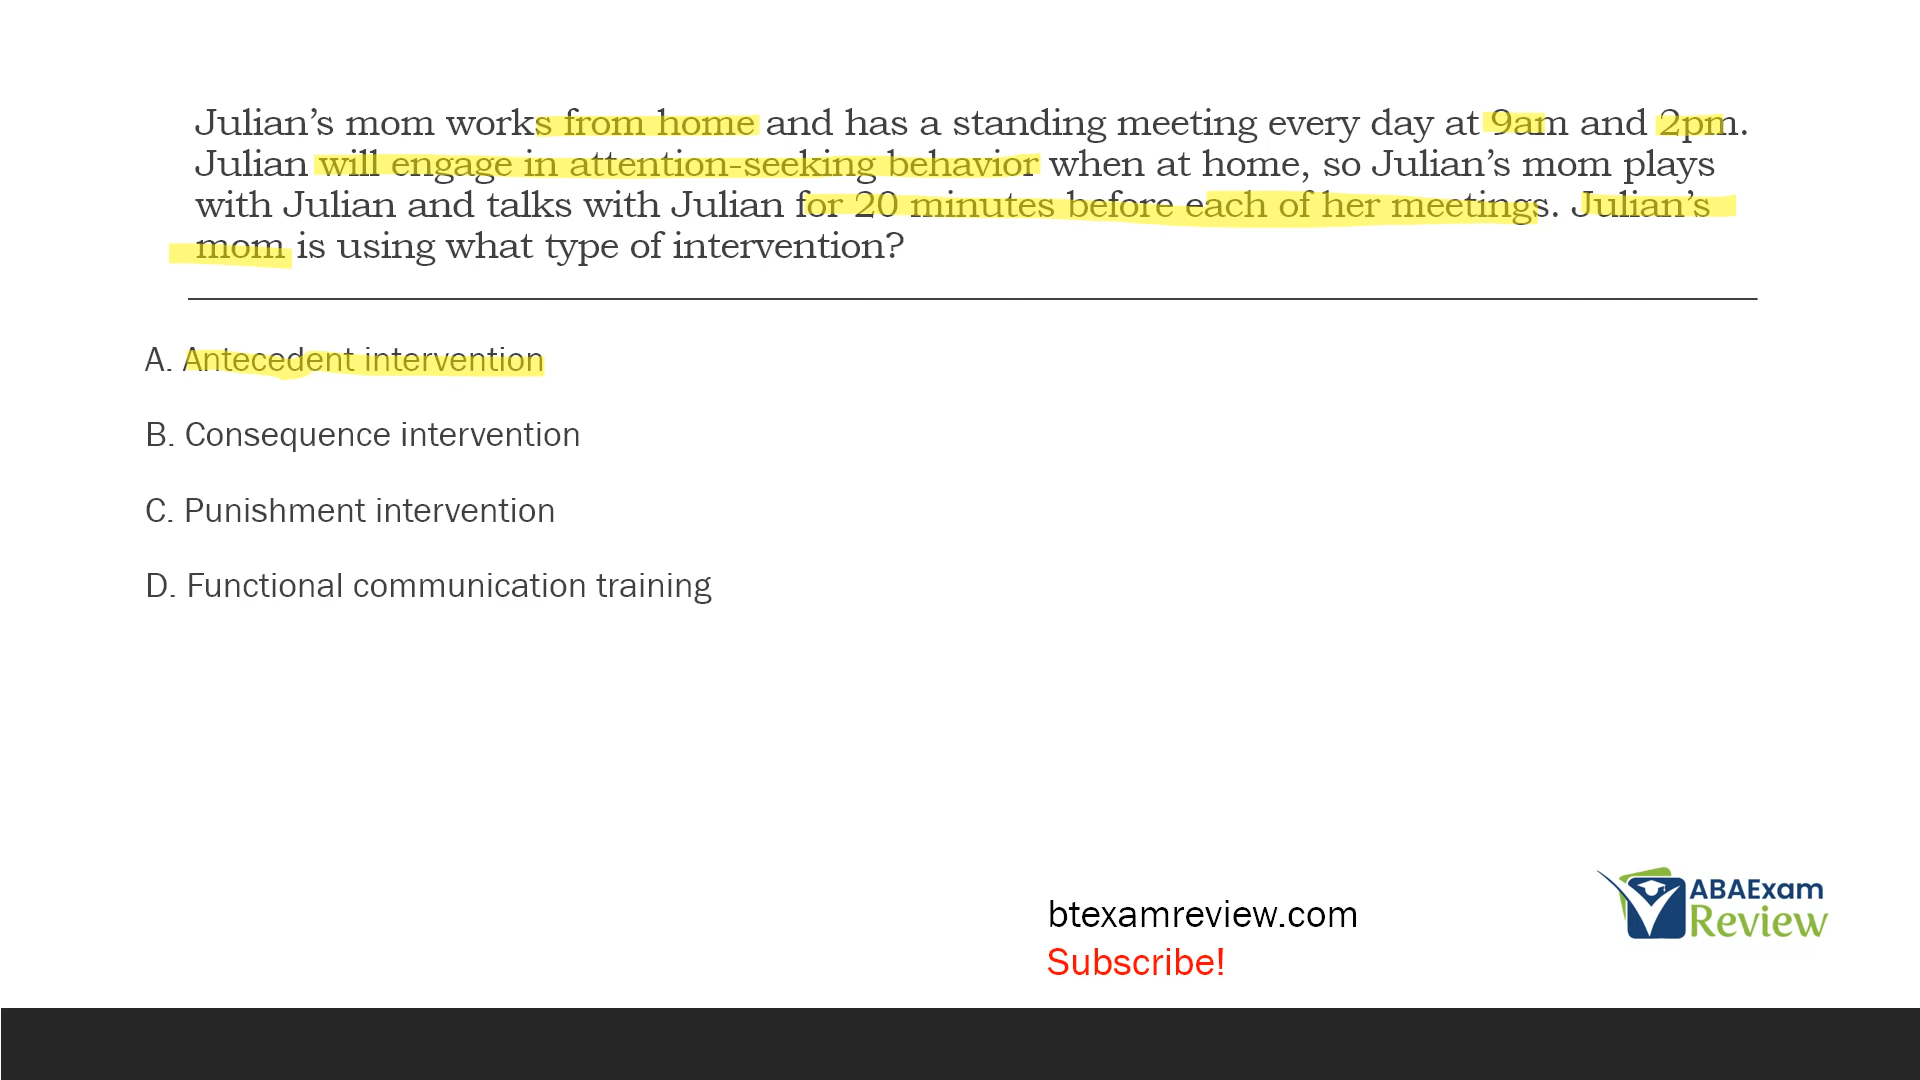 Julian’s mom works from home and has a standing meeting every day at 9am and 2pm.
Julian will engage in attention-seeking behavior when at home, so Julian’s mom plays
with Julian and talks with Julian for 20 minutes before each of her meetings. Julian’s
mom is using what type of intervention?
A. Antecedent intervention
B. Consequence intervention
C. Punishment intervention
D. Functional communication training
btexamreview.com
Subscribe!
ABAExam
Review